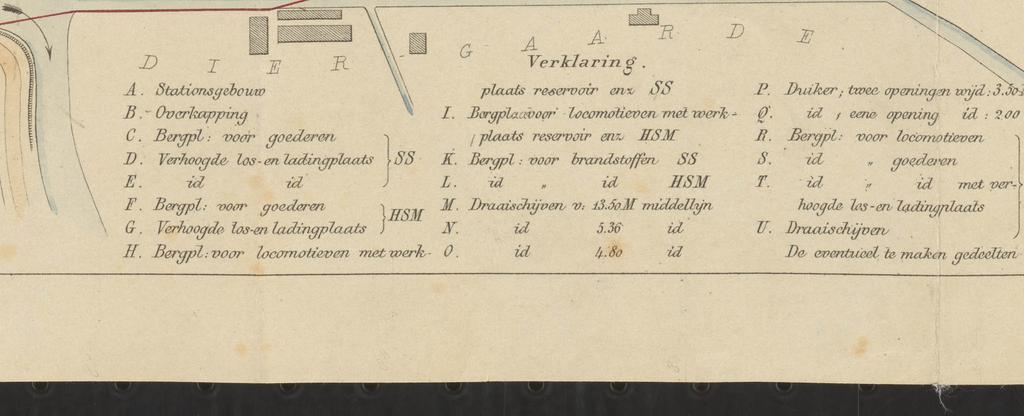 DIERGAARDE
Verklaring.
A. Stationsgebouw
B. Overkapping
C. Bergpl: voor goederen
D. Verhoogde los-en ladingplaats } SS
E. id id
F. Bergpl: voor goederen
} HSM
G. Verhoogde los-en ladingplaats
H. Bergpl: voor locomotieven met werk-
plaats reservoir enz SS
I. Bergpl: voor locomotieven met werk-
plaats reservoir enz HSM
K. Bergpl: voor brandstoffen SS
L. id „ id HSM
M. Draaischijven v: 13.50M middellijn
N. id 5.36 id
O. id 4.80 id
P. Duiker; twee openingen wijd: 3.50
Q. id ; eene opening id: 200
R. Bergpl: voor locomotieven
S. id „ goederen
T. id „ id met ver-
hoogde los-en ladingplaats
U. Draaischijven
De eventueel te maken gedeelten